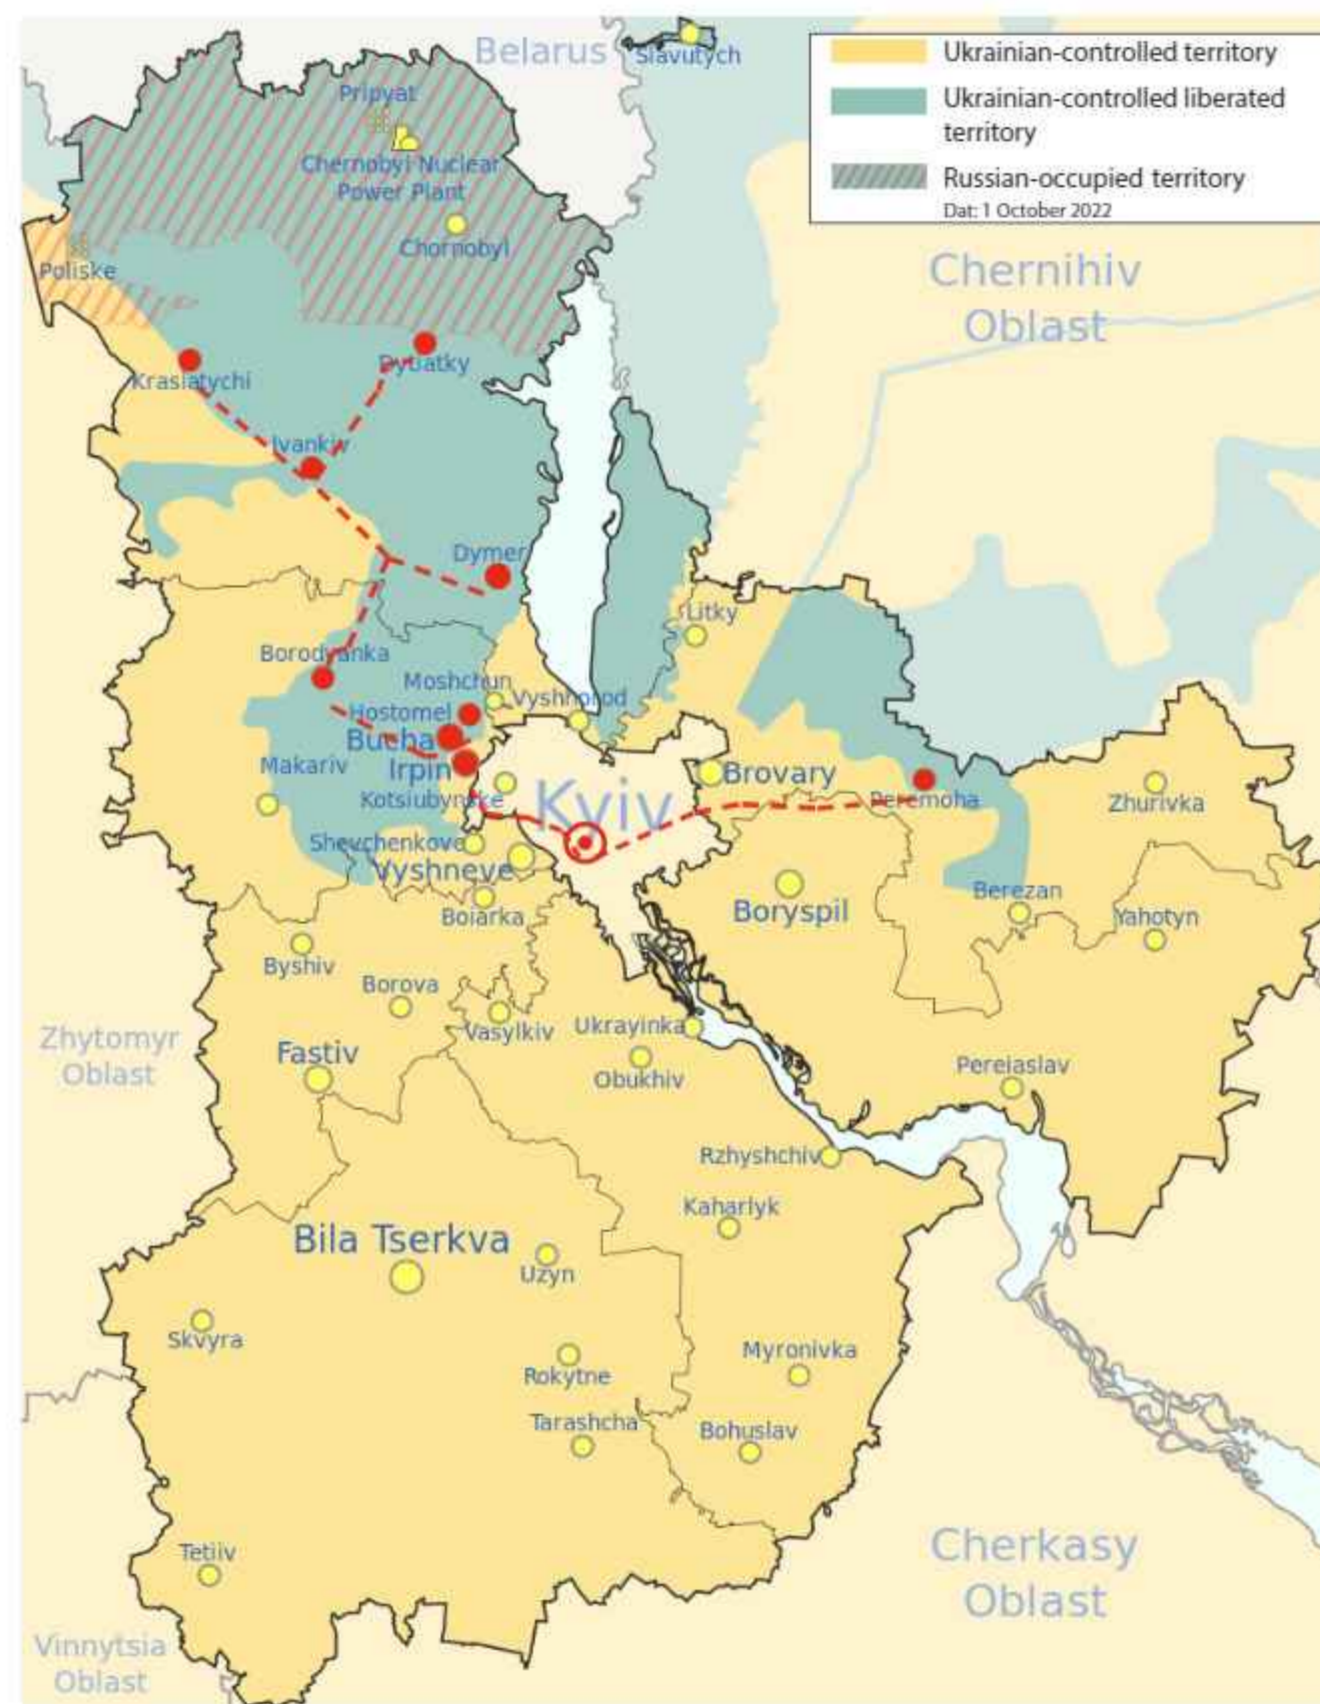 Belarus
Slavutych
Ukrainian-controlled territory
Ukrainian-controlled liberated
territory
Russian-occupied territory
Dat: 1 October 2022
Pripyat
Chernobyl Nuclear
Power Plant
Chornobyl
Poliske
Chernihiv
Oblast
Krasiatychi
Dytiatky
Ivankiv
Dymer
Litky
Borodyanka
Moshchun
Vyshhorod
Hostomel
Bucha
Makariv
Irpin
Kyiv
Brovary
Kotsiubynske
Peremoha
Zhurivka
Shevchenkove
Vyshneve
Boryspil
Berezan
Boiarka
Yahotyn
Byshiv
Borova
Vasylkiv
Ukrayinka
Zhytomyr
Oblast
Fastiv
Obukhiv
Pereiaslav
Rzhyshchiv
Kaharlyk
Bila Tserkva
Uzyn
Skvyra
Rokytne
Myronivka
Tarashcha
Bohuslav
Tetiiv
Cherkasy
Oblast
Vinnytsia
Oblast